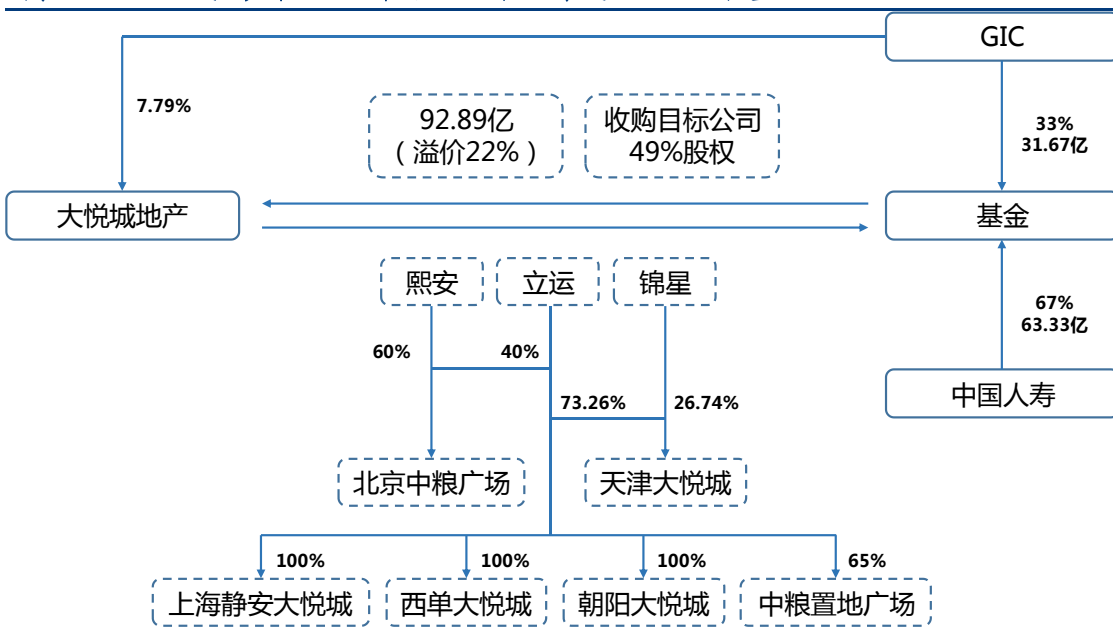 GIC
7.79%
92.89亿
（溢价22%）
收购目标公司
49%股权
33%
31.67亿
大悦城地产
基金
熙安
立运
锦星
67%
63.33亿
60%
40%
73.26%
26.74%
中国人寿
北京中粮广场
天津大悦城
100%
100%
100%
65%
上海静安大悦城
西单大悦城
朝阳大悦城
中粮置地广场